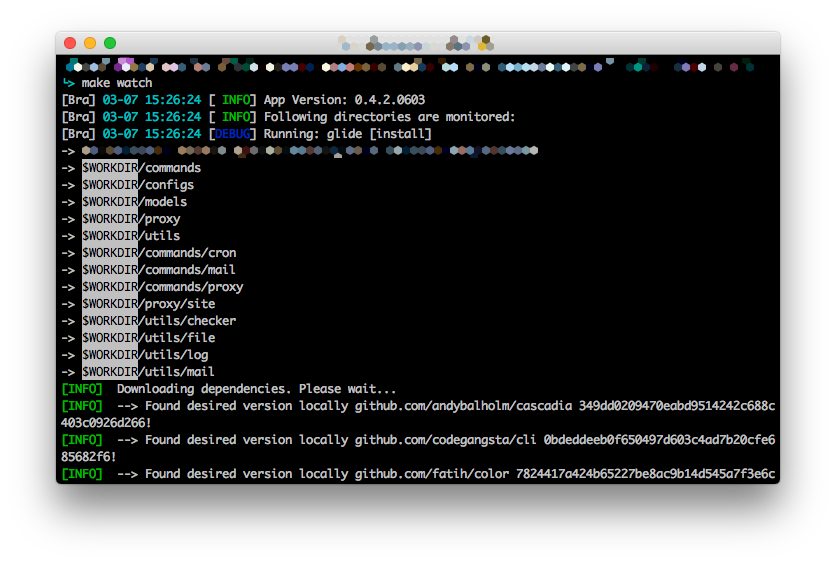 make watch
[Bra] 03-07 15:26:24 [ INFO] App Version: 0.4.2.0603
[Bra] 03-07 15:26:24 [ INFO] Following directories are monitored:
[Bra] 03-07 15:26:24 [DEBUG] Running: glide [install]
->
-> $WORKDIR/commands
-> $WORKDIR/configs
-> $WORKDIR/models
-> $WORKDIR/proxy
-> $WORKDIR/utils
-> $WORKDIR/commands/cron
-> $WORKDIR/commands/mail
-> $WORKDIR/commands/proxy
-> $WORKDIR/proxy/site
-> $WORKDIR/utils/checker
-> $WORKDIR/utils/file
-> $WORKDIR/utils/log
-> $WORKDIR/utils/mail
[INFO]  Downloading dependencies. Please wait...
[INFO]  --> Found desired version locally github.com/andybalholm/cascadia 349dd0209470eabd9514242c688c
403c0926d266!
[INFO]  --> Found desired version locally github.com/codegangsta/cli 0bdeddeeb0f650497d603c4ad7b20cfe6
85682f6!
[INFO]  --> Found desired version locally github.com/fatih/color 7824417a424b65227be8ac9b14d545a7f3e6c